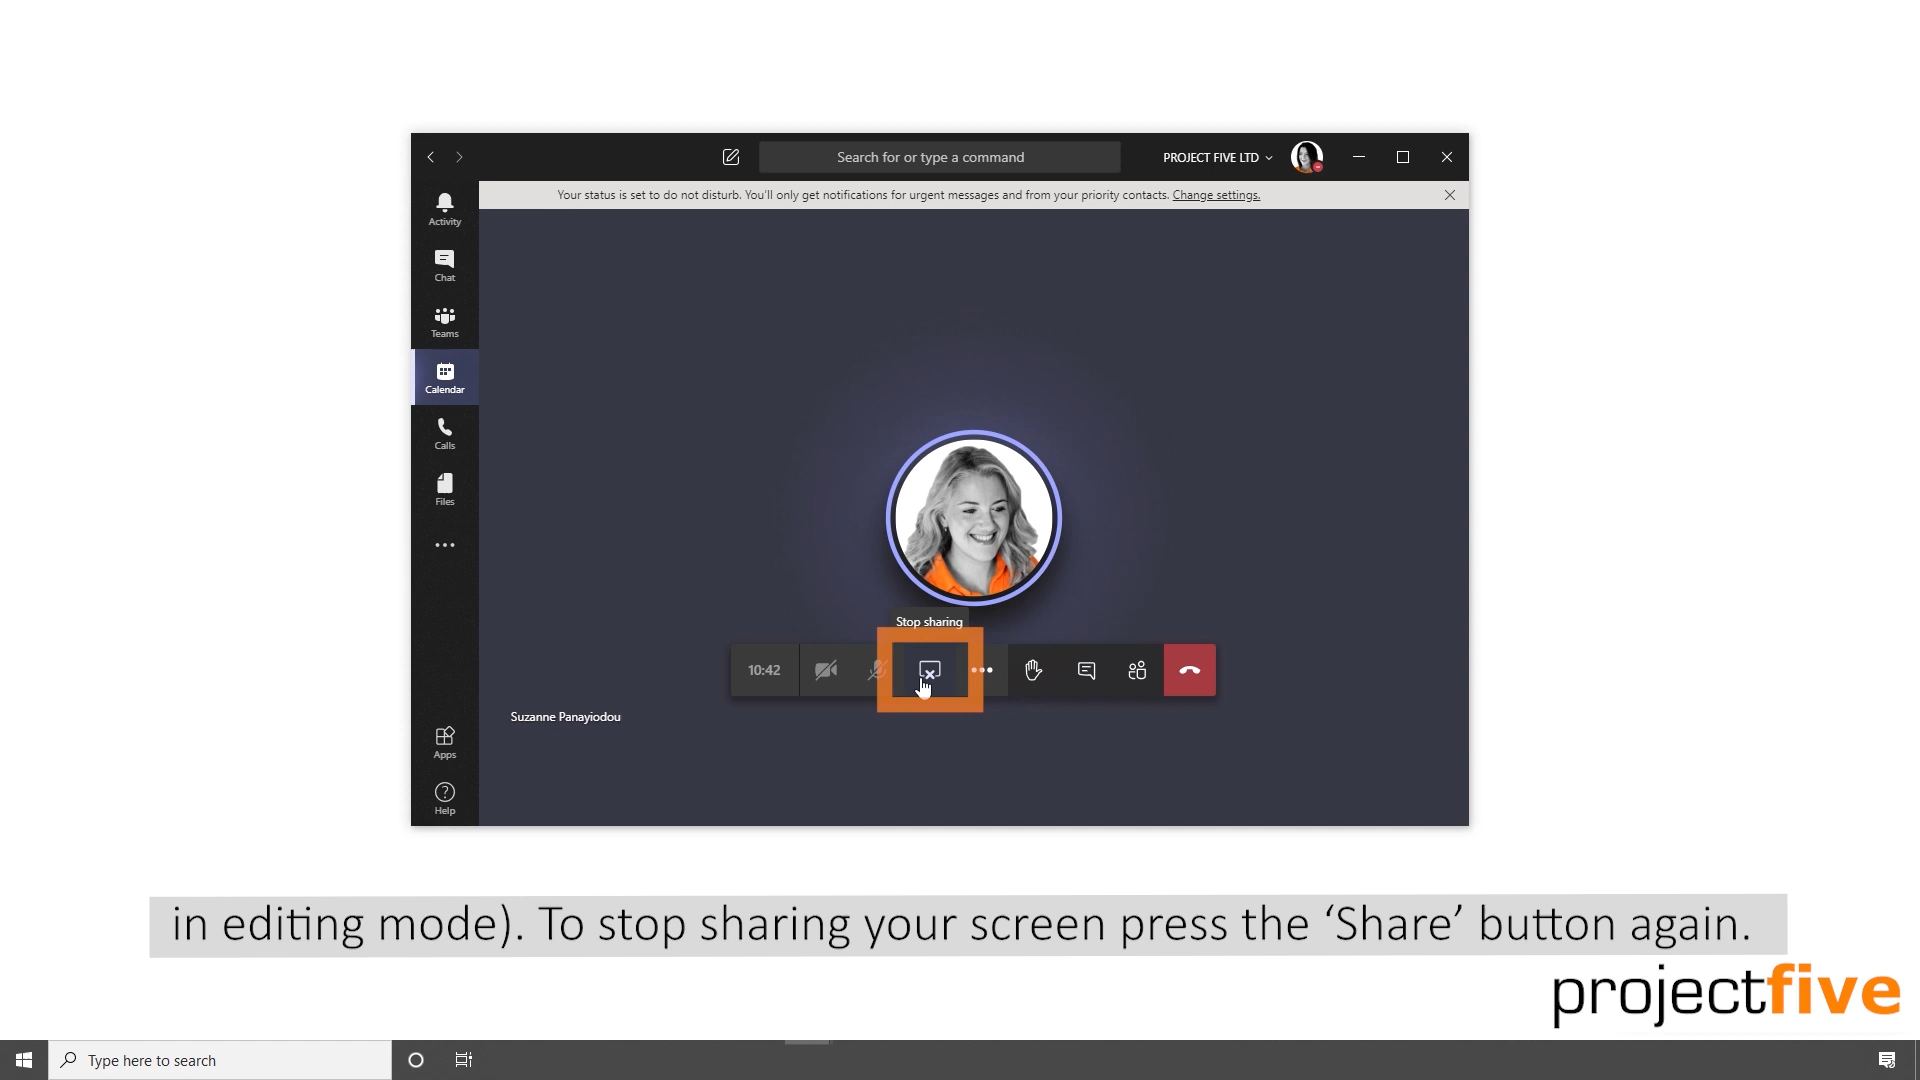 Search for or type a command
PROJECT FIVE LTD
Your status is set to do not disturb. You'll only get notifications for urgent messages and from your priority contacts. Change settings.
Activity
Chat
Teams
Calendar
Calls
Files
Apps
Help
Stop sharing
10:42
Suzanne Panayiodou
in editing mode). To stop sharing your screen press the ‘Share’ button again.
projectfive
Type here to search